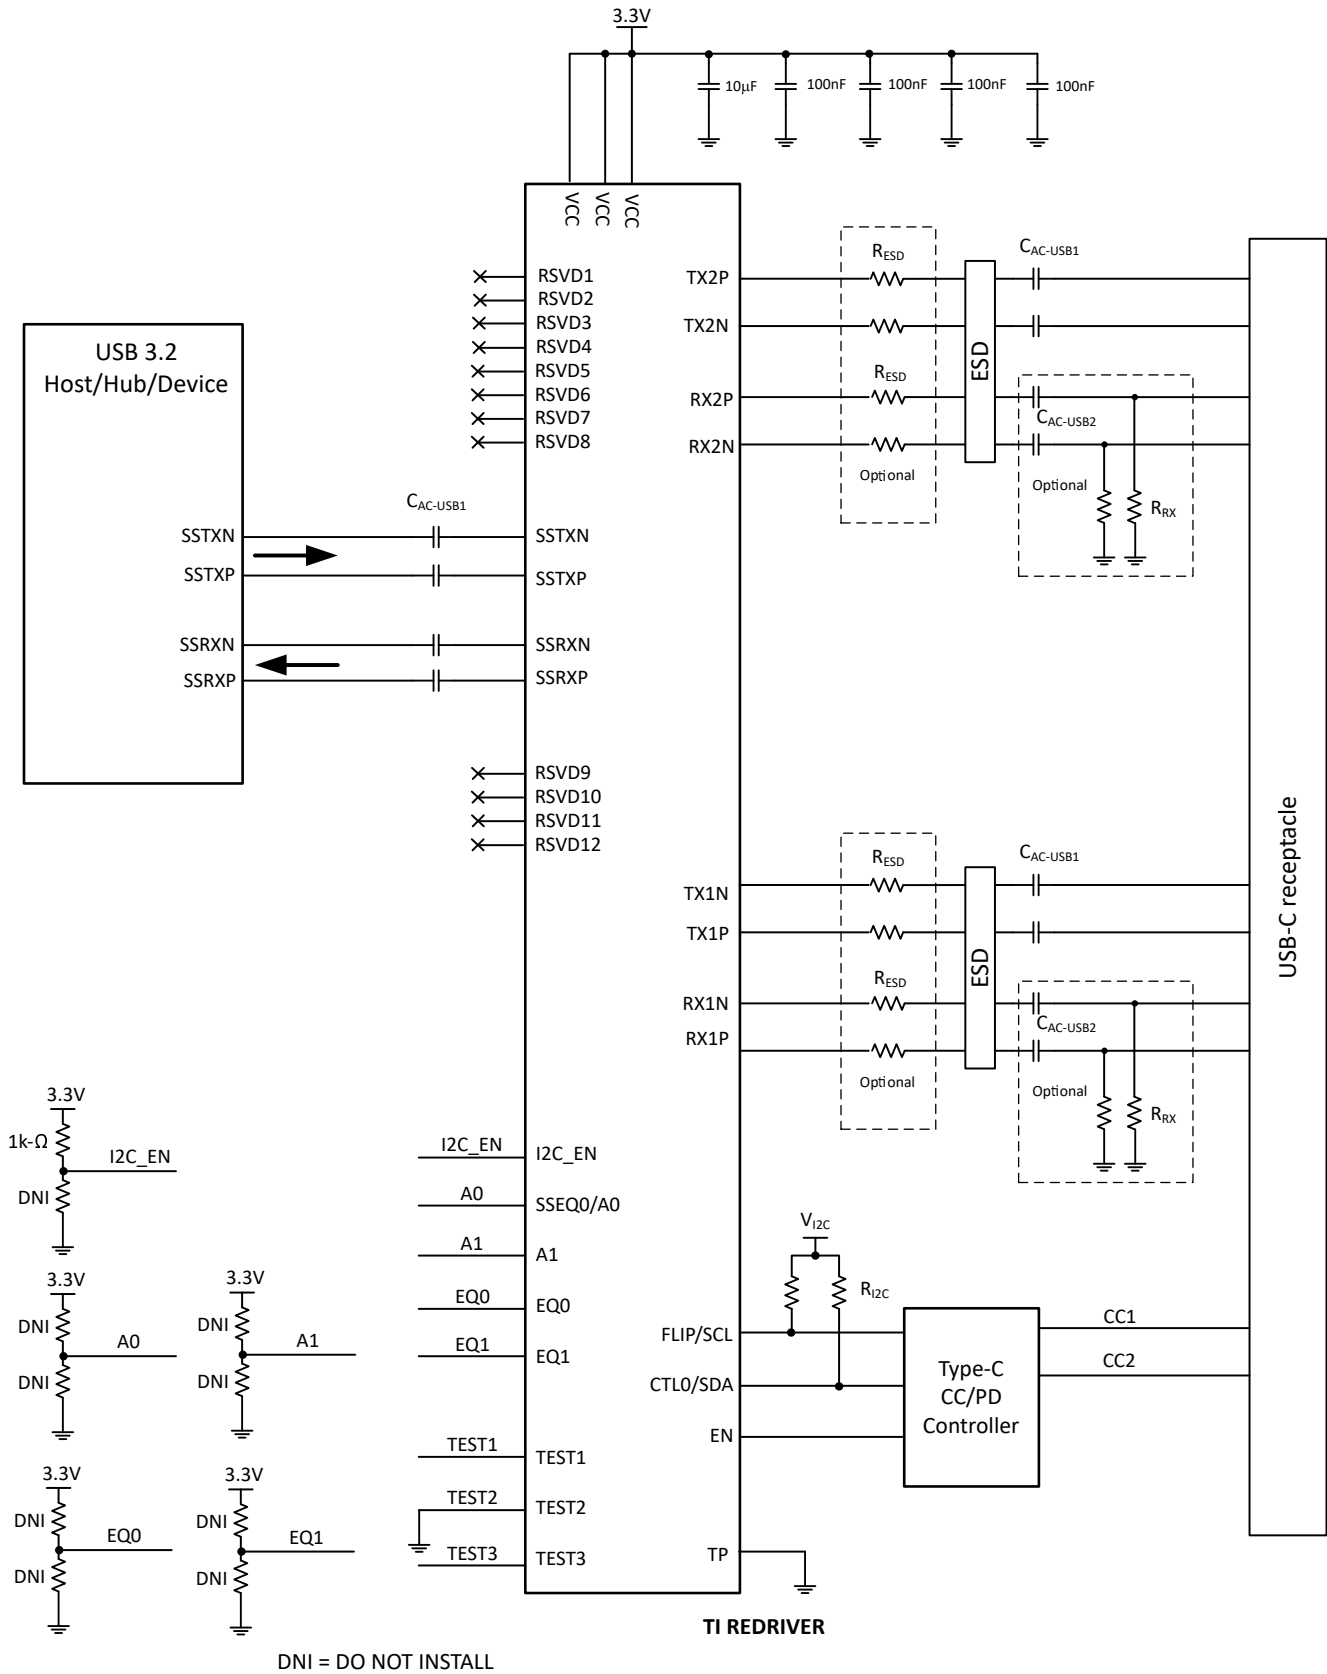 3.3V
10µF
100nF
100nF
100nF
100nF
VCC
VCC
VCC
RSVD1
RSVD2
RSVD3
RSVD4
RSVD5
RSVD6
RSVD7
RSVD8
TX2P
TX2N
RX2P
RX2N
RESD
RESD
Optional
ESD
CAC-USB1
CAC-USB2
Optional
RRX
USB 3.2
Host/Hub/Device
SSTXN
SSTXP
SSRXN
SSRXP
CAC-USB1
SSTXN
SSTXP
SSRXN
SSRXP
RSVD9
RSVD10
RSVD11
RSVD12
TX1N
TX1P
RX1N
RX1P
RESD
RESD
Optional
ESD
CAC-USB1
CAC-USB2
Optional
RRX
USB-C receptacle
3.3V
1k-Ω
I2C_EN
DNI
3.3V
DNI
A0
DNI
3.3V
DNI
A1
DNI
3.3V
DNI
EQ0
DNI
3.3V
DNI
EQ1
DNI
I2C_EN
I2C_EN
A0
SSEQ0/A0
A1
A1
EQ0
EQ0
EQ1
EQ1
TEST1
TEST1
TEST2
TEST2
TEST3
TEST3
VI2C
RI2C
FLIP/SCL
CTL0/SDA
EN
TP
Type-C
CC/PD
Controller
CC1
CC2
TI REDRIVER
DNI = DO NOT INSTALL